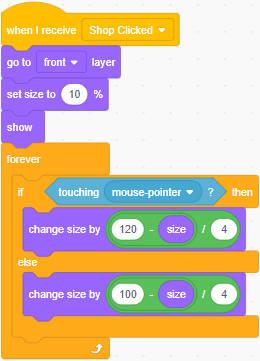 when I receive Shop Clicked
go to front layer
set size to 10 %
show
forever
if touching mouse-pointer ? then
change size by 120 - size / 4
else
change size by 100 - size / 4